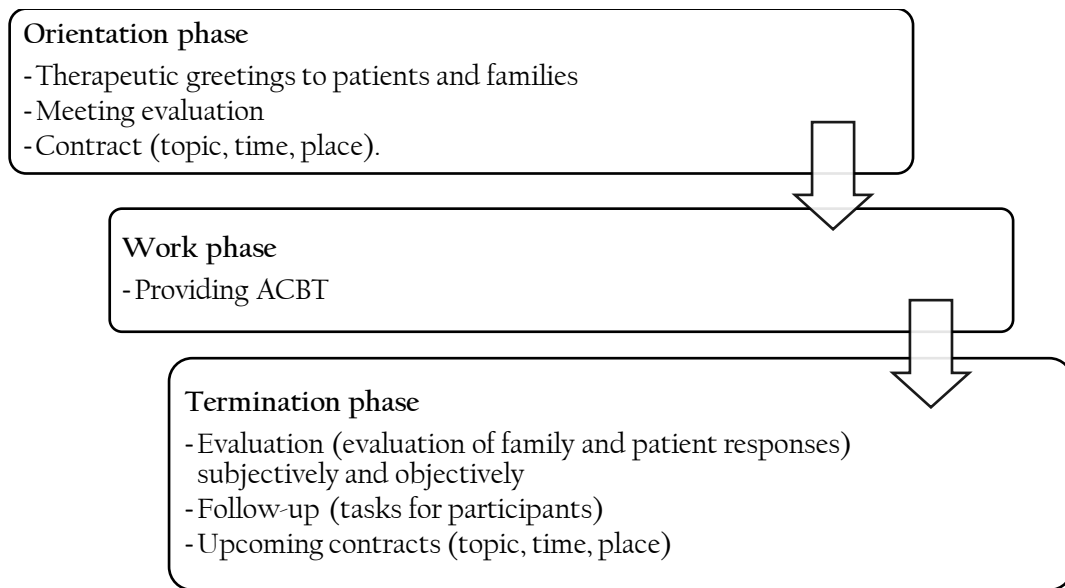 Orientation phase
-Therapeutic greetings to patients and families
-Meeting evaluation
-Contract (topic, time, place).
Work phase
-Providing ACBT
Termination phase
-Evaluation (evaluation of family and patient responses)
subjectively and objectively
-Follow-up (tasks for participants)
-Upcoming contracts (topic, time, place)